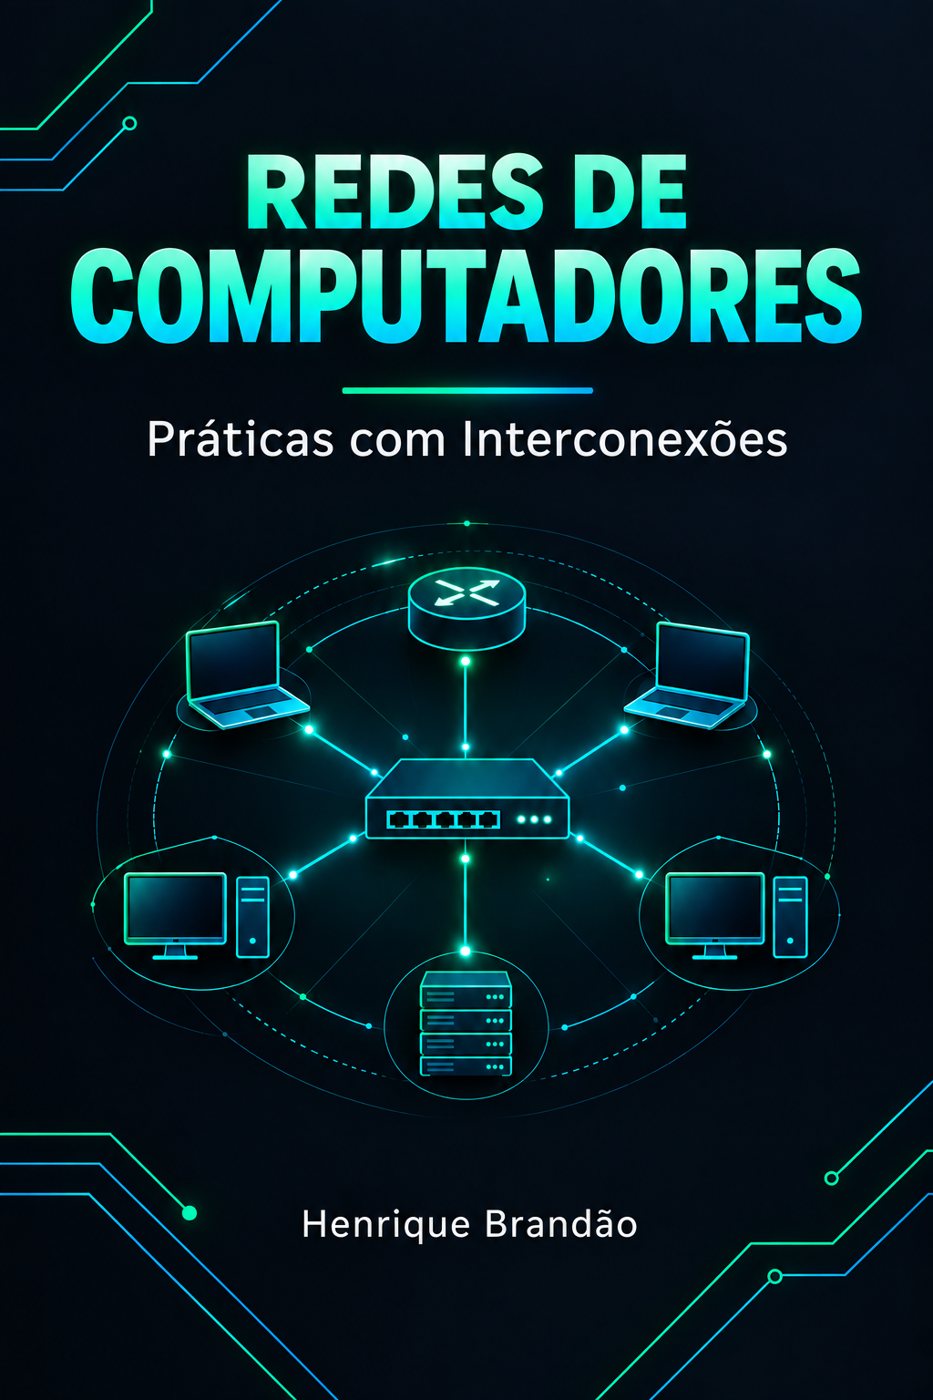 REDES DE
COMPUTADORES
Práticas com Interconexões
Henrique Brandão